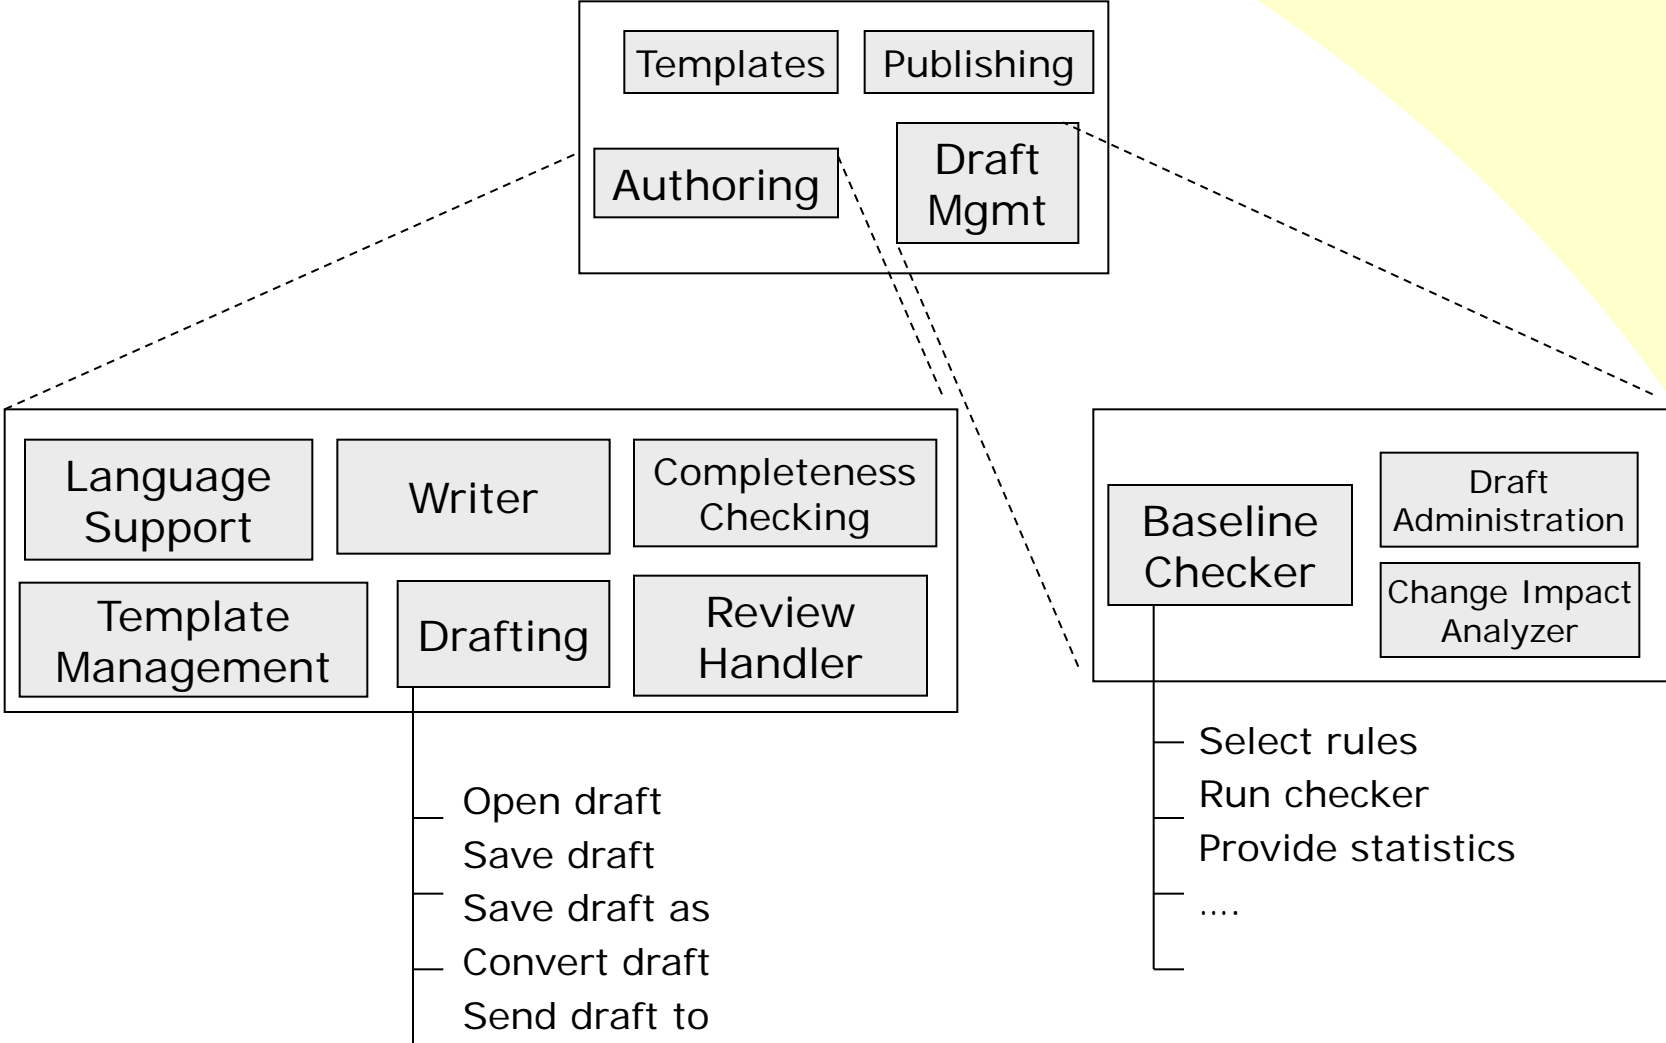 Templates
Publishing
Authoring
Draft
Mgmt
Language
Support
Writer
Completeness
Checking
Template
Management
Drafting
Review
Handler
Baseline
Checker
Draft
Administration
Change Impact
Analyzer
Open draft
Save draft
Save draft as
Convert draft
Send draft to
Select rules
Run checker
Provide statistics
....